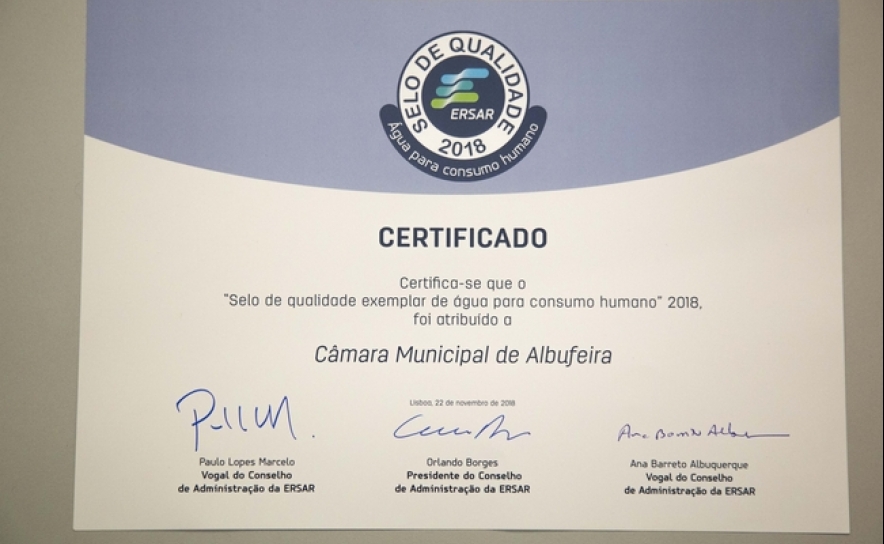 SELO DE QUALIDADE
ERSAR
2018
Água para consumo humano
CERTIFICADO
Certifica-se que o
"Selo de qualidade exemplar de água para consumo humano" 2018,
foi atribuído a
Câmara Municipal de Albufeira
Lisboa, 22 de novembro de 2018
Paulo Lopes Marcelo
Vogal do Conselho
de Administração da ERSAR
Orlando Borges
Presidente do Conselho
de Administração da ERSAR
Ana Barreto Albuquerque
Vogal do Conselho
de Administração da ERSAR